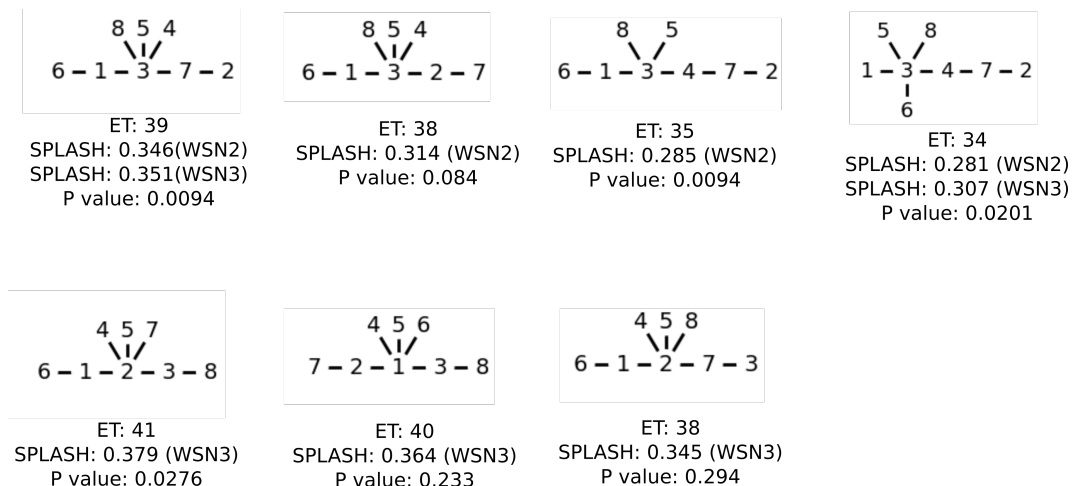 8 5 4
6 – 1 – 3 – 7 – 2
ET: 39
SPLASH: 0.346(WSN2)
SPLASH: 0.351(WSN3)
P value: 0.0094
8 5 4
6 – 1 – 3 – 2 – 7
ET: 38
SPLASH: 0.314 (WSN2)
P value: 0.084
8 5
6 – 1 – 3 – 4 – 7 – 2
ET: 35
SPLASH: 0.285 (WSN2)
P value: 0.0094
5 8
1 – 3 – 4 – 7 – 2
6
ET: 34
SPLASH: 0.281 (WSN2)
SPLASH: 0.307 (WSN3)
P value: 0.0201
4 5 7
6 – 1 – 2 – 3 – 8
ET: 41
SPLASH: 0.379 (WSN3)
P value: 0.0276
4 5 6
7 – 2 – 1 – 3 – 8
ET: 40
SPLASH: 0.364 (WSN3)
P value: 0.233
4 5 8
6 – 1 – 2 – 7 – 3
ET: 38
SPLASH: 0.345 (WSN3)
P value: 0.294